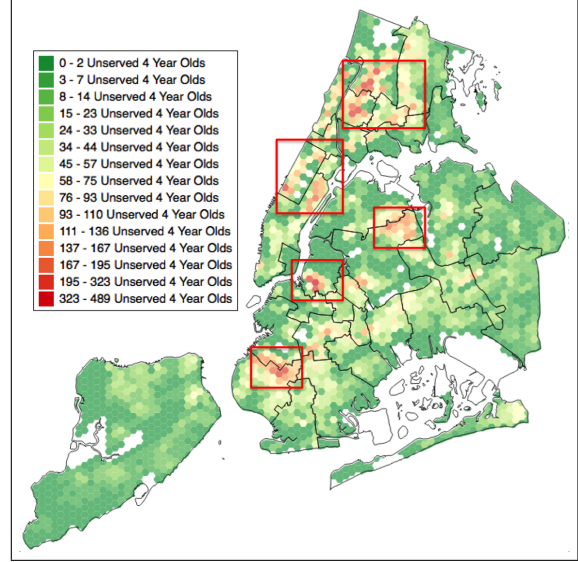 0 - 2 Unserved 4 Year Olds
3 - 7 Unserved 4 Year Olds
8 - 14 Unserved 4 Year Olds
15 - 23 Unserved 4 Year Olds
24 - 33 Unserved 4 Year Olds
34 - 44 Unserved 4 Year Olds
45 - 57 Unserved 4 Year Olds
58 - 75 Unserved 4 Year Olds
76 - 93 Unserved 4 Year Olds
93 - 110 Unserved 4 Year Olds
111 - 136 Unserved 4 Year Olds
137 - 167 Unserved 4 Year Olds
167 - 195 Unserved 4 Year Olds
195 - 323 Unserved 4 Year Olds
323 - 489 Unserved 4 Year Olds